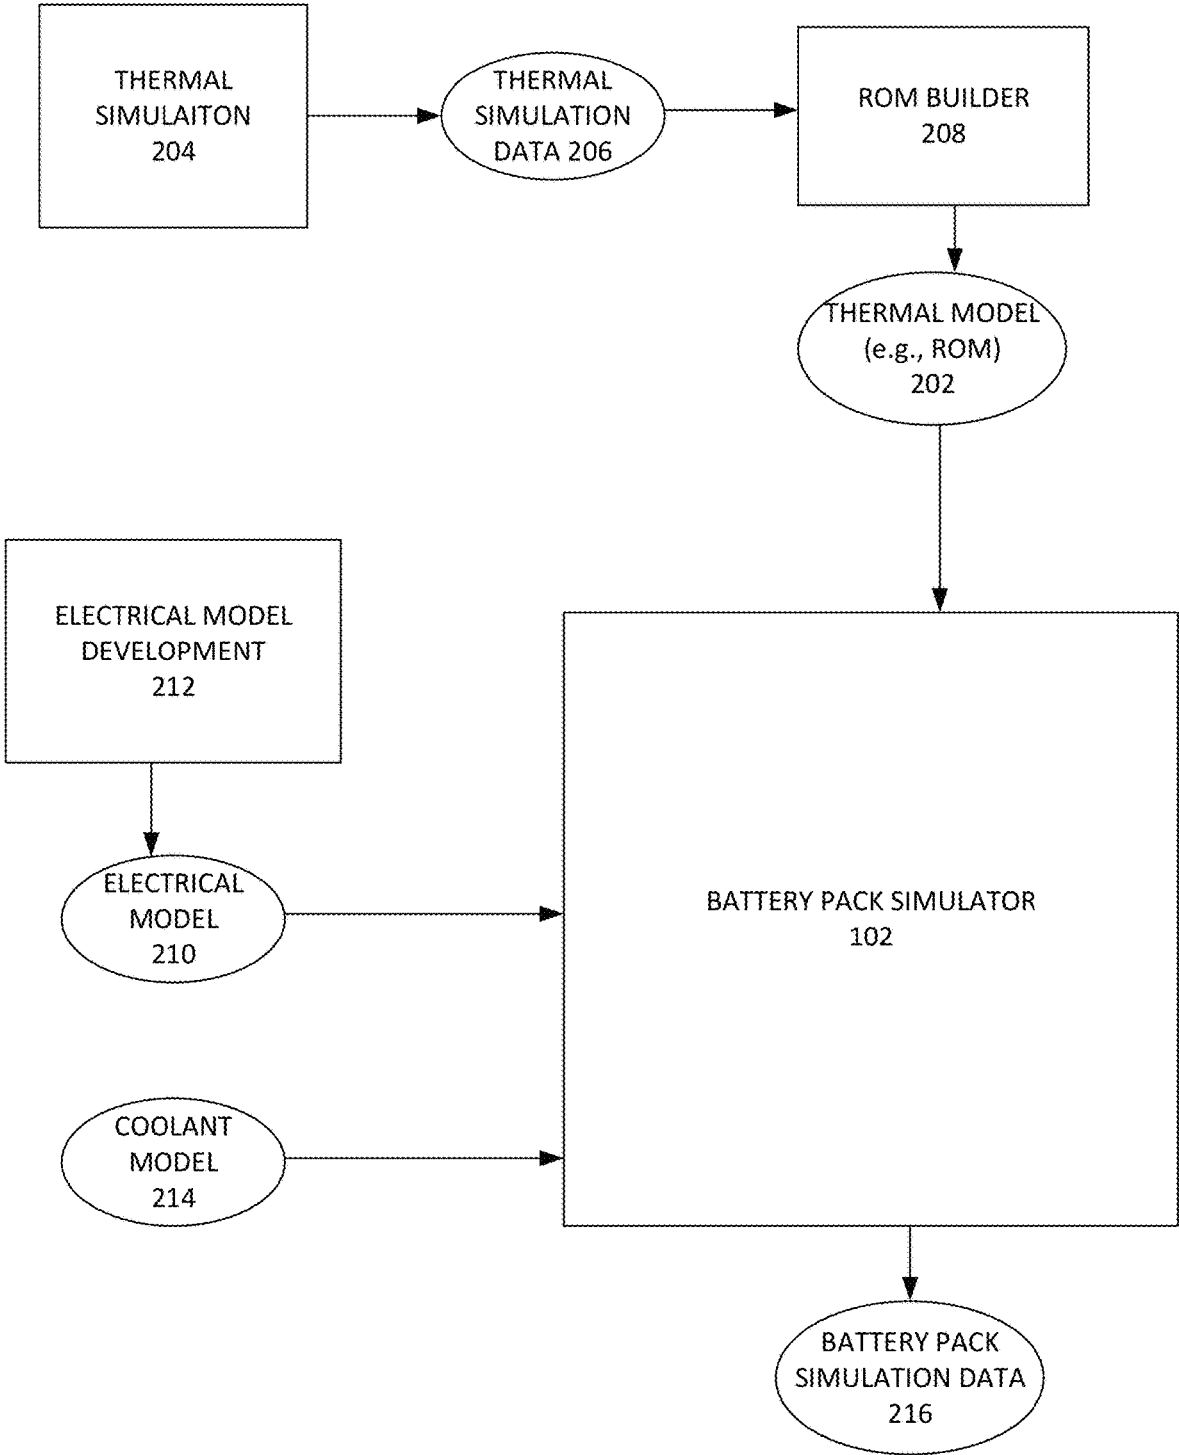 THERMAL
SIMULAITON
204
THERMAL
SIMULATION
DATA 206
ROM BUILDER
208
THERMAL MODEL
(e.g., ROM)
202
ELECTRICAL MODEL
DEVELOPMENT
212
ELECTRICAL
MODEL
210
BATTERY PACK SIMULATOR
102
COOLANT
MODEL
214
BATTERY PACK
SIMULATION DATA
216